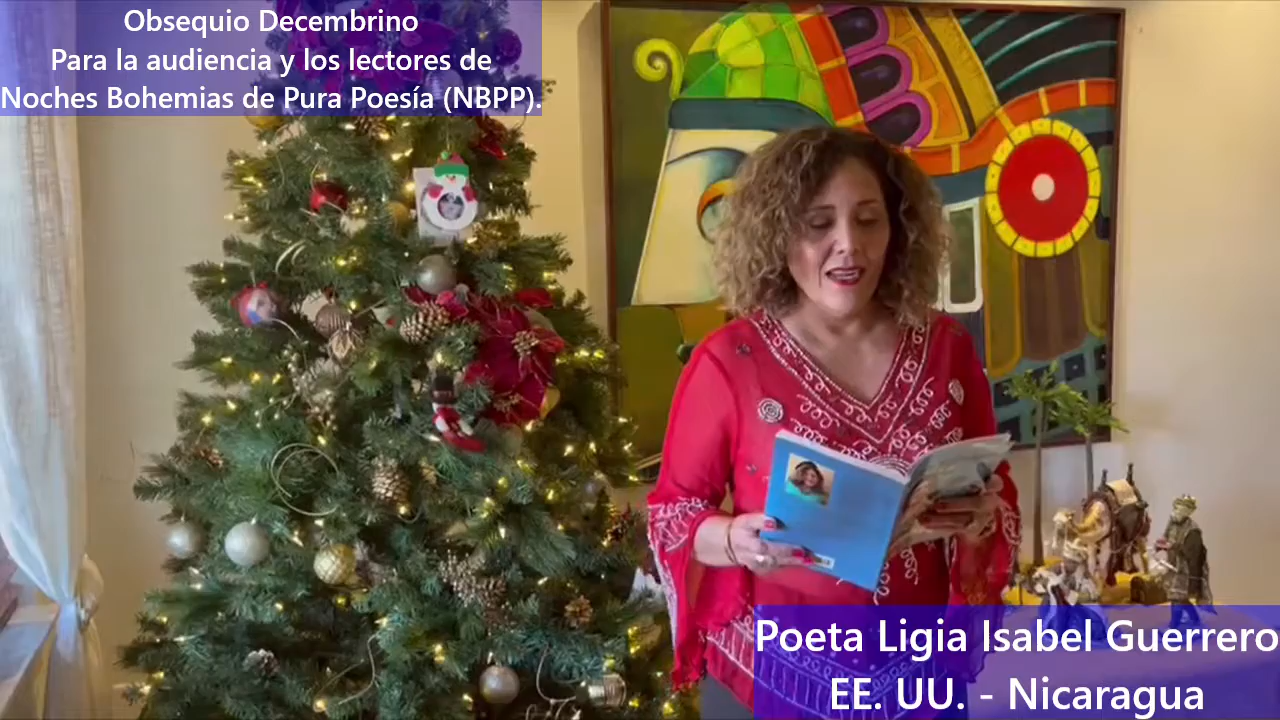 Obsequio Decembrino
Para la audiencia y los lectores de
Noches Bohemias de Pura Poesía (NBPP).
Poeta Ligia Isabel Guerrero
EE. UU. - Nicaragua